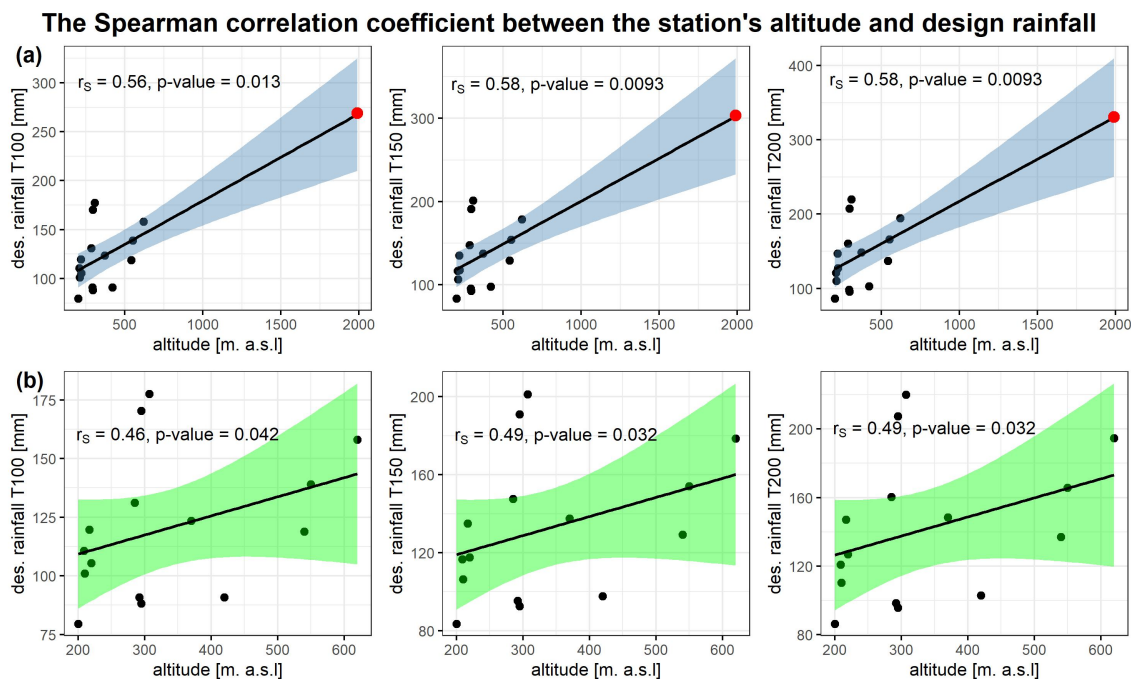 The Spearman correlation coefficient between the station's altitude and design rainfall
(a)
des. rainfall T100 [mm]
300
250
200
150
100
50
rS = 0.56, p-value = 0.013
500 1000 1500 2000
altitude [m. a.s.l]
des. rainfall T150 [mm]
300
200
100
rS = 0.58, p-value = 0.0093
500 1000 1500 2000
altitude [m. a.s.l]
des. rainfall T200 [mm]
400
300
200
100
rS = 0.58, p-value = 0.0093
500 1000 1500 2000
altitude [m. a.s.l]
(b)
des. rainfall T100 [mm]
175
150
125
100
75
rS = 0.46, p-value = 0.042
200 300 400 500 600
altitude [m. a.s.l]
des. rainfall T150 [mm]
200
160
120
80
rS = 0.49, p-value = 0.032
200 300 400 500 600
altitude [m. a.s.l]
des. rainfall T200 [mm]
200
160
120
80
rS = 0.49, p-value = 0.032
200 300 400 500 600
altitude [m. a.s.l]